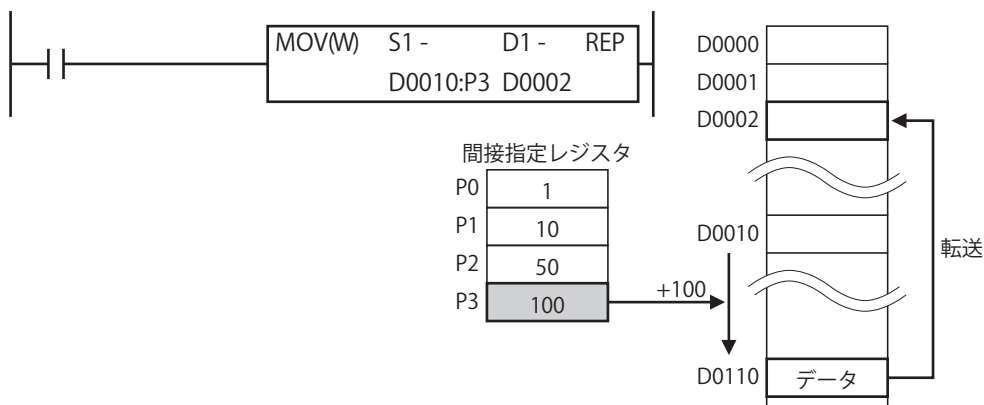 MOV(W) S1 - D1 - REP
D0010:P3 D0002
間接指定レジスタ
P0 1
P1 10
P2 50
P3 100
+100
D0000
D0001
D0002
D0010
D0110 データ
転送